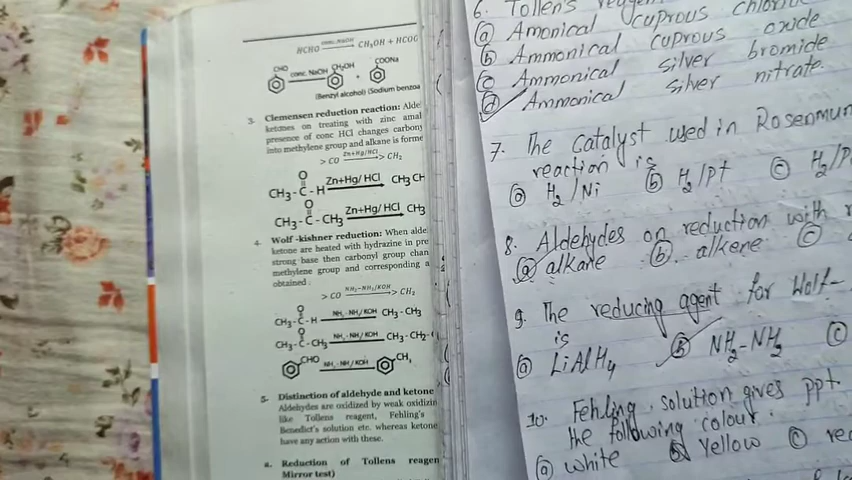 HCHO conc. NaOH CH₃OH + HCOO
CHO conc. NaOH CH₂OH + COONa
(Benzyl alcohol) (Sodium benzoa
3. Clemensen reduction reaction: Alde
ketones on treating with zinc amal
presence of conc HCl changes carbony
into methylene group and alkane is forme
> CO Zn+Hg/HCl > CH₂
O
CH₃ - C - H Zn+Hg/ HCl CH₃ CH
O
CH₃ - C - CH₃ Zn+Hg/ HCl CH₃
4. Wolf -kishner reduction: When alde
ketone are heated with hydrazine in pre
strong base then carbonyl group chan
methylene group and corresponding a
obtained :
> CO NH₂-NH₂/KOH > CH₂
O
CH₃ - C - H NH₂ - NH₂/ KOH CH₃ - CH₃
O
CH₃ - C - CH₃ NH₂ - NH₂/ KOH CH₃ - CH₂-
CHO NH₂ - NH₂/ KOH CH₃
5. Distinction of aldehyde and ketone
Aldehydes are oxidized by weak oxidizin
like Tollens reagent, Fehling's
Benedict's solution etc. whereas ketone
have any action with these.
a. Reduction of Tollens reagen
Mirror test)
6. Tollen's reagen
(a) Amonical cuprous chlori
(b) Ammonical cuprous oxide
(c) Ammonical silver bromide
(d) Ammonical silver nitrate.
7. The catalyst used in Rosenmun
reaction is
(a) H₂/Ni (b) H₂/Pt (c) H₂/P
8. Aldehydes on reduction with
(a) alkane (b) alkene (c)
9. The reducing agent for Wolf-
is
(a) LiAlH₄ (b) NH₂-NH₂ (c)
10. Fehling solution gives ppt.
the following colour.
(a) white (b) Yellow (c) re